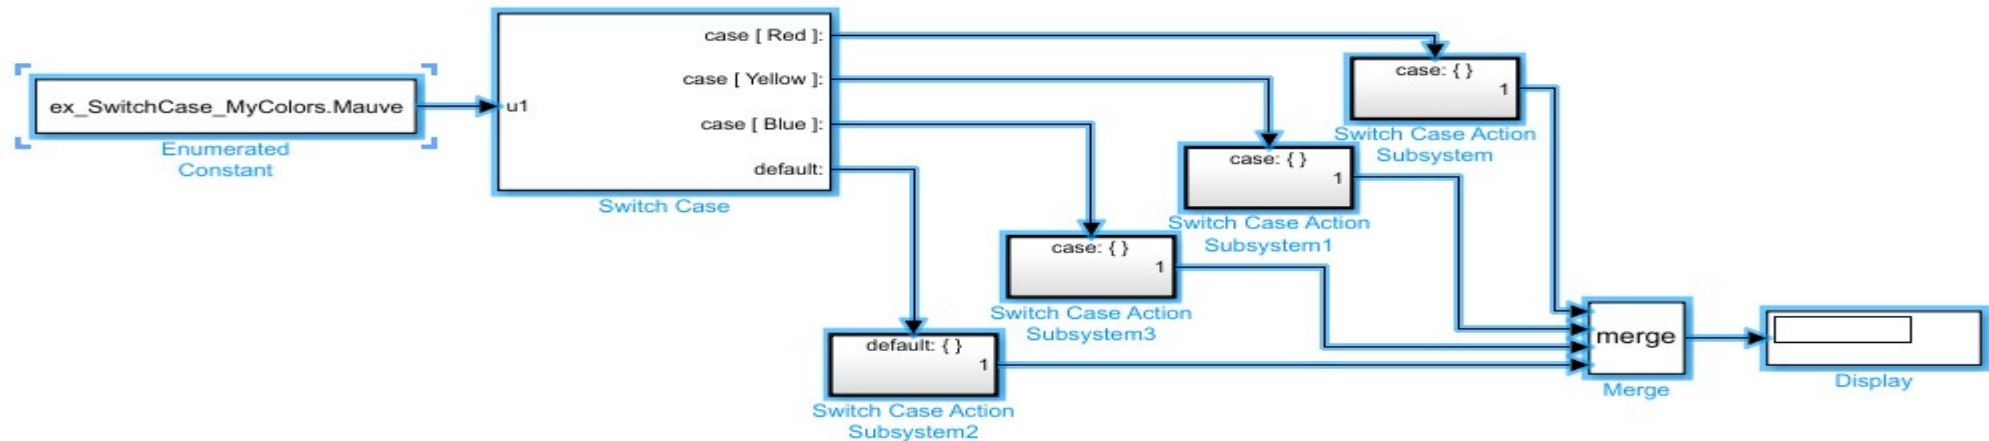 ex_SwitchCase_MyColors.Mauve
Enumerated
Constant
u1
case [ Red ]:
case [ Yellow ]:
case [ Blue ]:
default:
Switch Case
case: { }
1
Switch Case Action
Subsystem
case: { }
1
Switch Case Action
Subsystem1
case: { }
1
Switch Case Action
Subsystem3
default: { }
1
Switch Case Action
Subsystem2
merge
Merge
Display